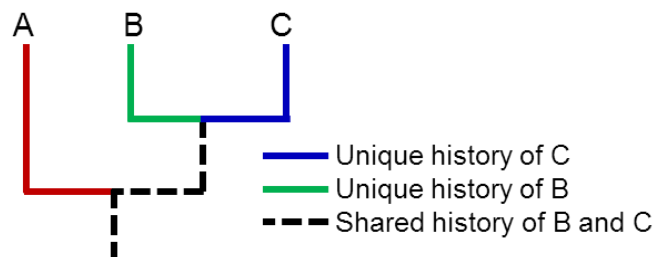 A B C
Unique history of C
Unique history of B
Shared history of B and C